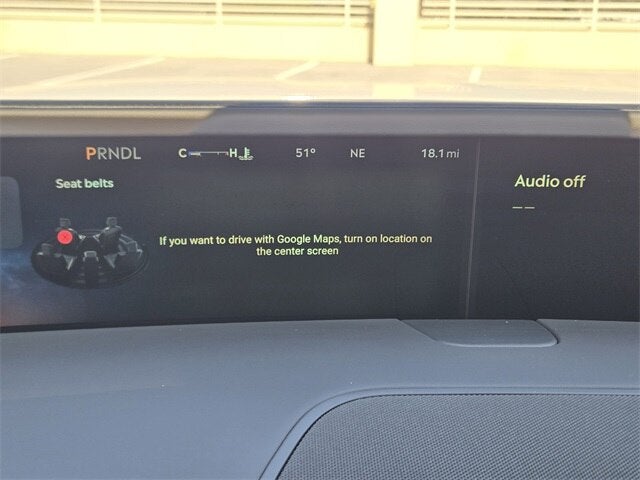 PRNDL C H 51° NE 18.1 mi
Seat belts
Audio off
— —
If you want to drive with Google Maps, turn on location on
the center screen